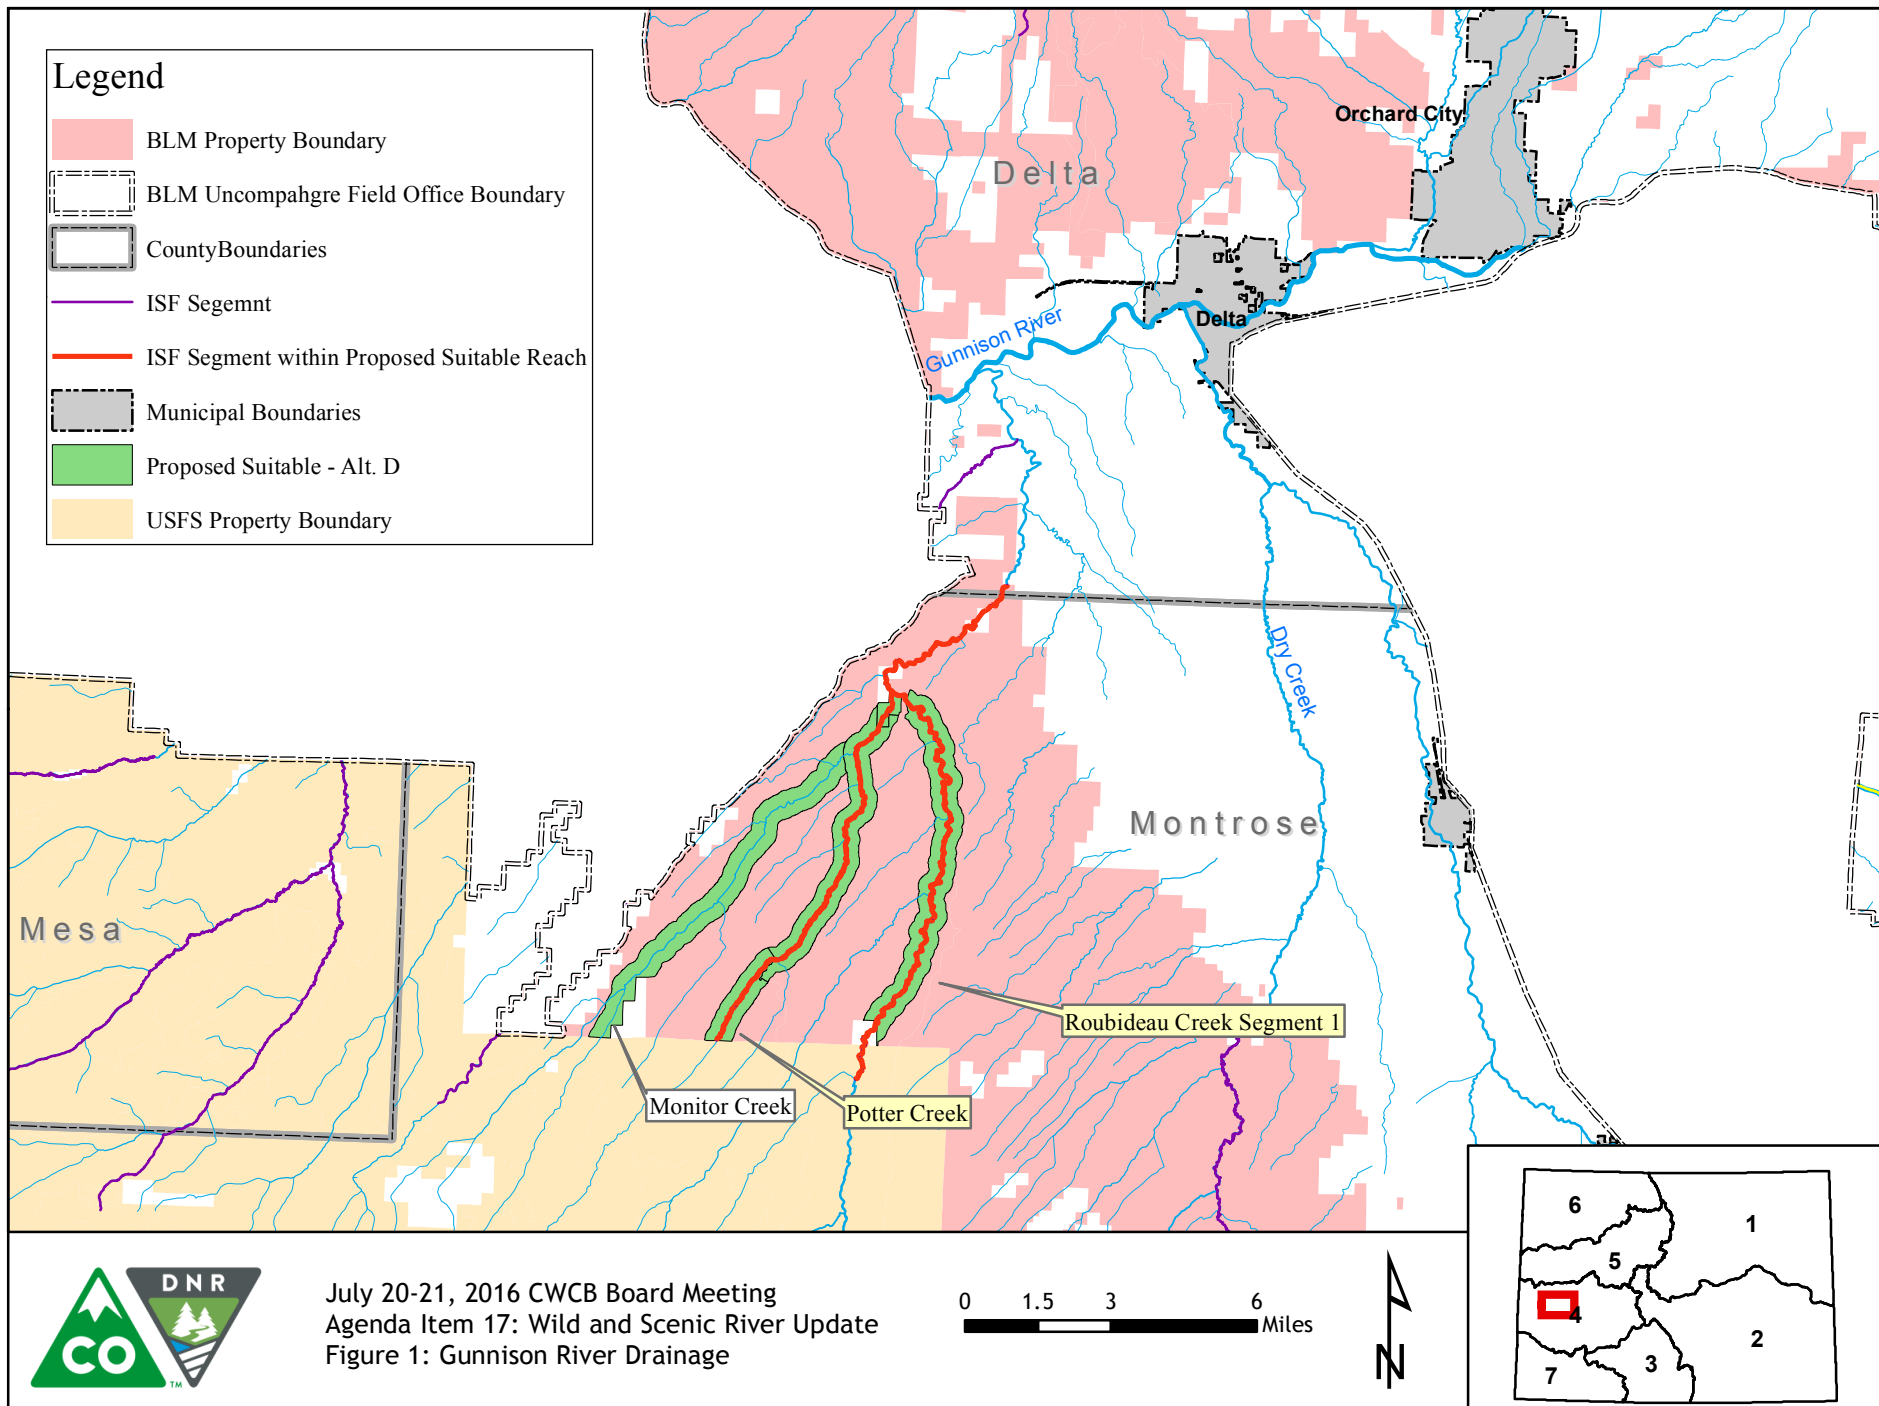 Legend
BLM Property Boundary
BLM Uncompahgre Field Office Boundary
CountyBoundaries
ISF Segemnt
ISF Segment within Proposed Suitable Reach
Municipal Boundaries
Proposed Suitable - Alt. D
USFS Property Boundary
Orchard City
Delta
Delta
Gunnison River
Dry Creek
Montrose
Mesa
Roubideau Creek Segment 1
Monitor Creek
Potter Creek
CO
TM
DNR
July 20-21, 2016 CWCB Board Meeting
Agenda Item 17: Wild and Scenic River Update
Figure 1: Gunnison River Drainage
0 1.5 3 6
Miles
N
6
1
5
4
2
3
7